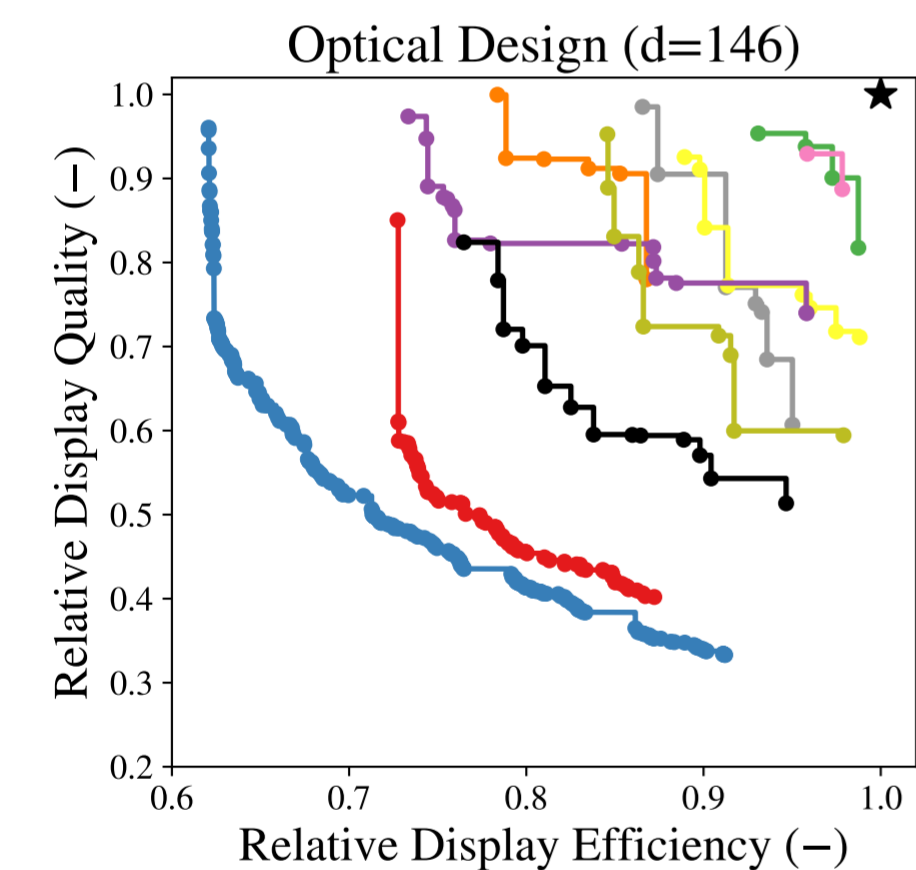 Optical Design (d=146)
Relative Display Quality (−)
1.0
0.9
0.8
0.7
0.6
0.5
0.4
0.3
0.2
0.6 0.7 0.8 0.9 1.0
Relative Display Efficiency (−)